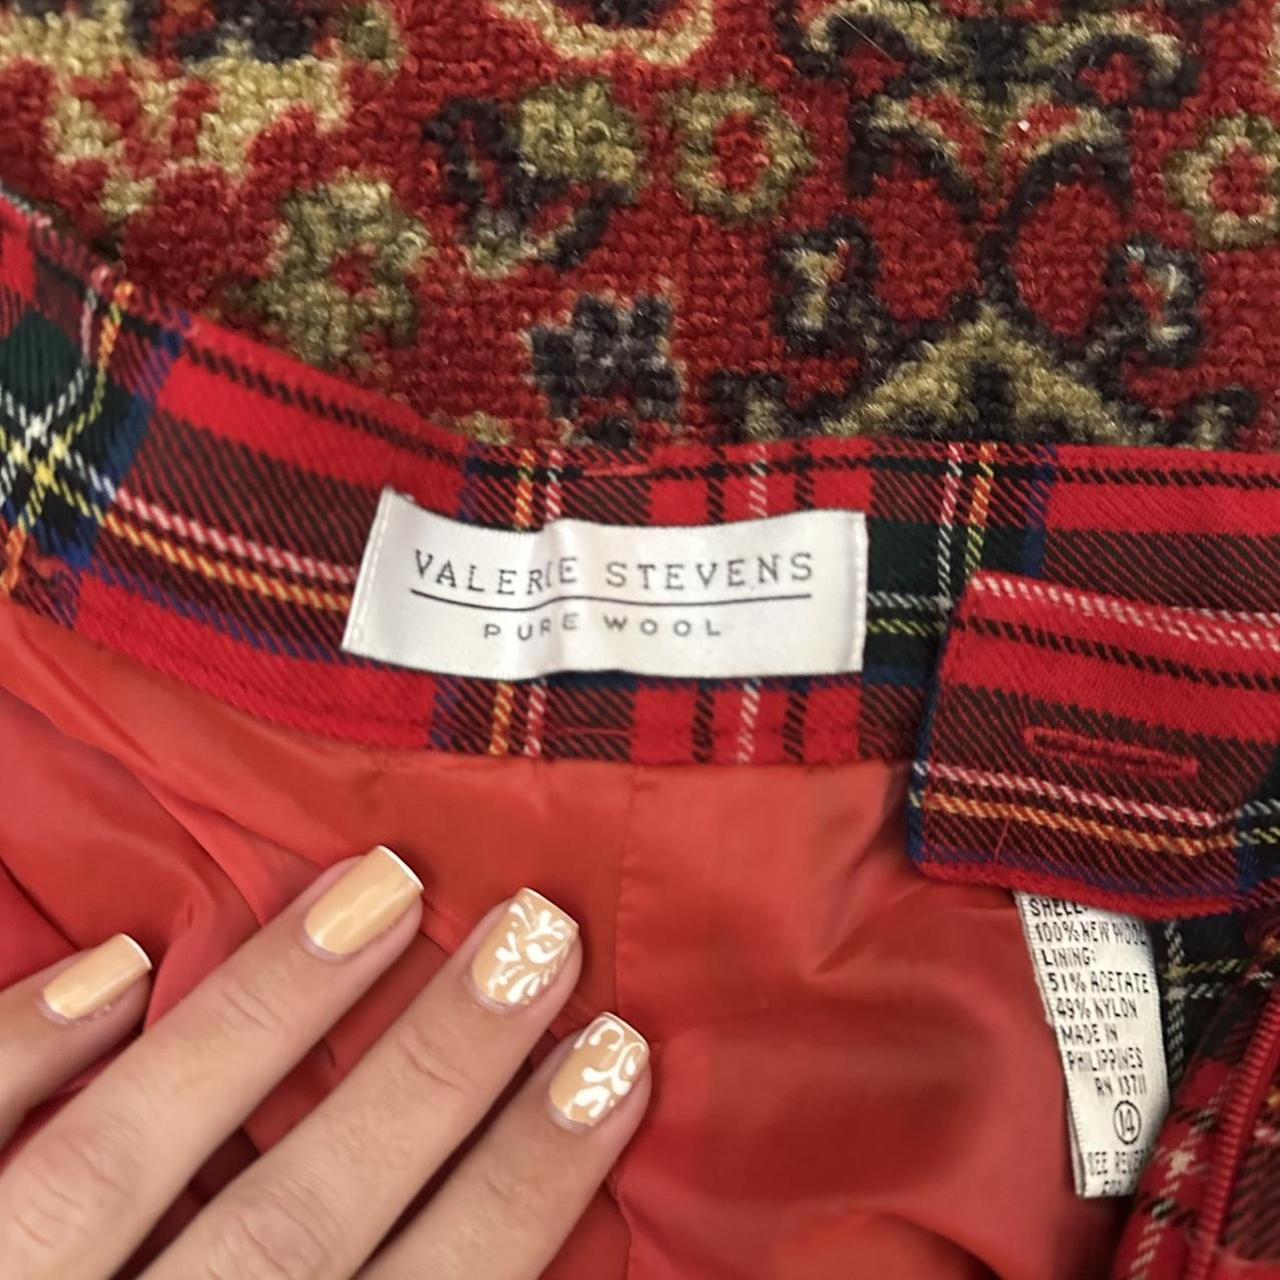 VALERIE STEVENS
PURE WOOL
SHELL:
100% NEW WOOL
LINING:
51% ACETATE
49% NYLON
MADE IN
PHILIPPINES
RN 13711
14
SEE